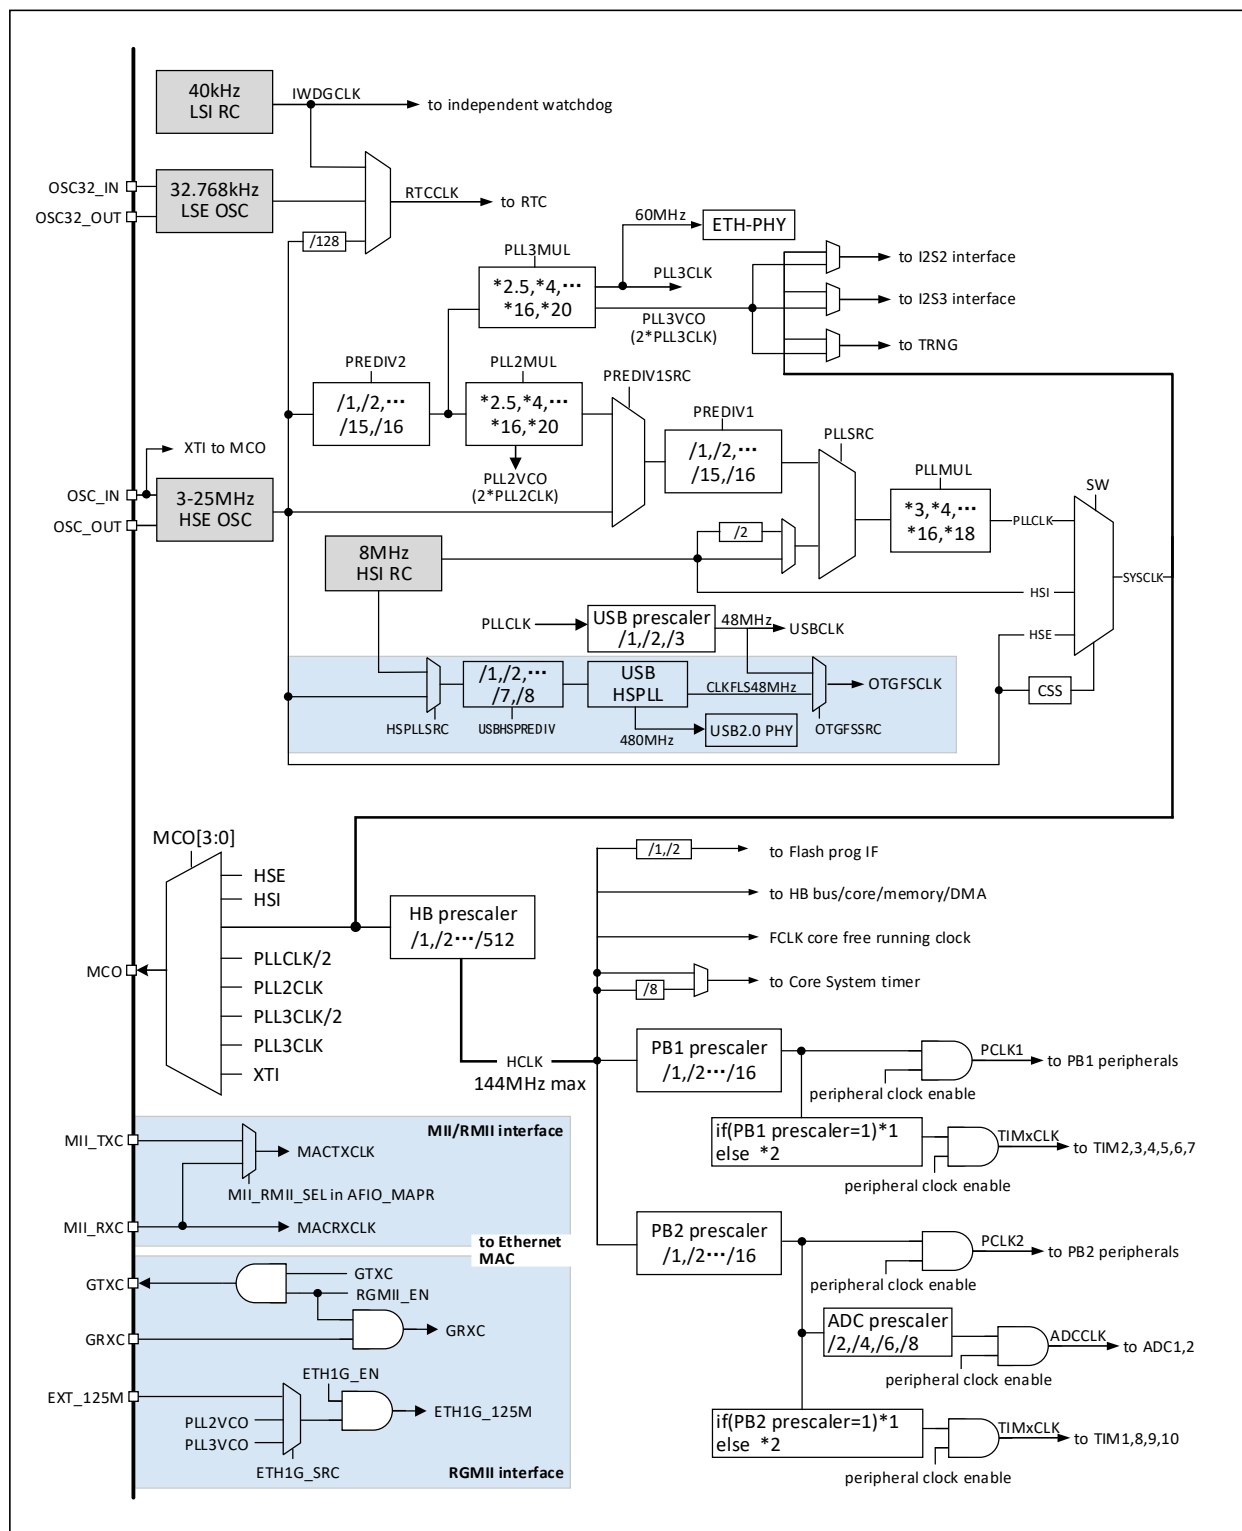 40kHz
LSI RC
IWDGCLK
to independent watchdog
OSC32_IN
OSC32_OUT
32.768kHz
LSE OSC
RTCCLK
to RTC
/128
60MHz
ETH-PHY
PLL3MUL
*2.5,*4,···
*16,*20
PLL3CLK
PLL3VCO
(2*PLL3CLK)
to I2S2 interface
to I2S3 interface
to TRNG
PREDIV2
/1,/2,···
/15,/16
PLL2MUL
*2.5,*4,···
*16,*20
PLL2VCO
(2*PLL2CLK)
PREDIV1SRC
PREDIV1
/1,/2,···
/15,/16
PLLSRC
PLLMUL
*3,*4,···
*16,*18
PLLCLK
SW
XTI to MCO
OSC_IN
OSC_OUT
3-25MHz
HSE OSC
/2
8MHz
HSI RC
HSI
SYSCLK
HSE
CSS
PLLCLK
USB prescaler
/1,/2,/3
48MHz
USBCLK
HSPLLSRC
/1,/2,···
/7,/8
USBHSPREDIV
USB
HSPLL
CLKFLS48MHz
480MHz
USB2.0 PHY
OTGFSSRC
OTGFSCLK
MCO[3:0]
HSE
HSI
PLLCLK/2
PLL2CLK
PLL3CLK/2
PLL3CLK
XTI
MCO
HB prescaler
/1,/2···/512
HCLK
144MHz max
/1,/2
to Flash prog IF
to HB bus/core/memory/DMA
FCLK core free running clock
/8
to Core System timer
PB1 prescaler
/1,/2···/16
PCLK1
to PB1 peripherals
peripheral clock enable
if(PB1 prescaler=1)*1
else *2
TIMxCLK
to TIM2,3,4,5,6,7
peripheral clock enable
PB2 prescaler
/1,/2···/16
PCLK2
to PB2 peripherals
peripheral clock enable
ADC prescaler
/2,/4,/6,/8
ADCCLK
to ADC1,2
peripheral clock enable
if(PB2 prescaler=1)*1
else *2
TIMxCLK
to TIM1,8,9,10
peripheral clock enable
MII/RMII interface
MII_TXC
MACTXCLK
MII_RMII_SEL in AFIO_MAPR
MII_RXC
MACRXCLK
to Ethernet
MAC
GTXC
GTXC
RGMII_EN
GRXC
GRXC
ETH1G_EN
EXT_125M
PLL2VCO
PLL3VCO
ETH1G_125M
ETH1G_SRC
RGMII interface